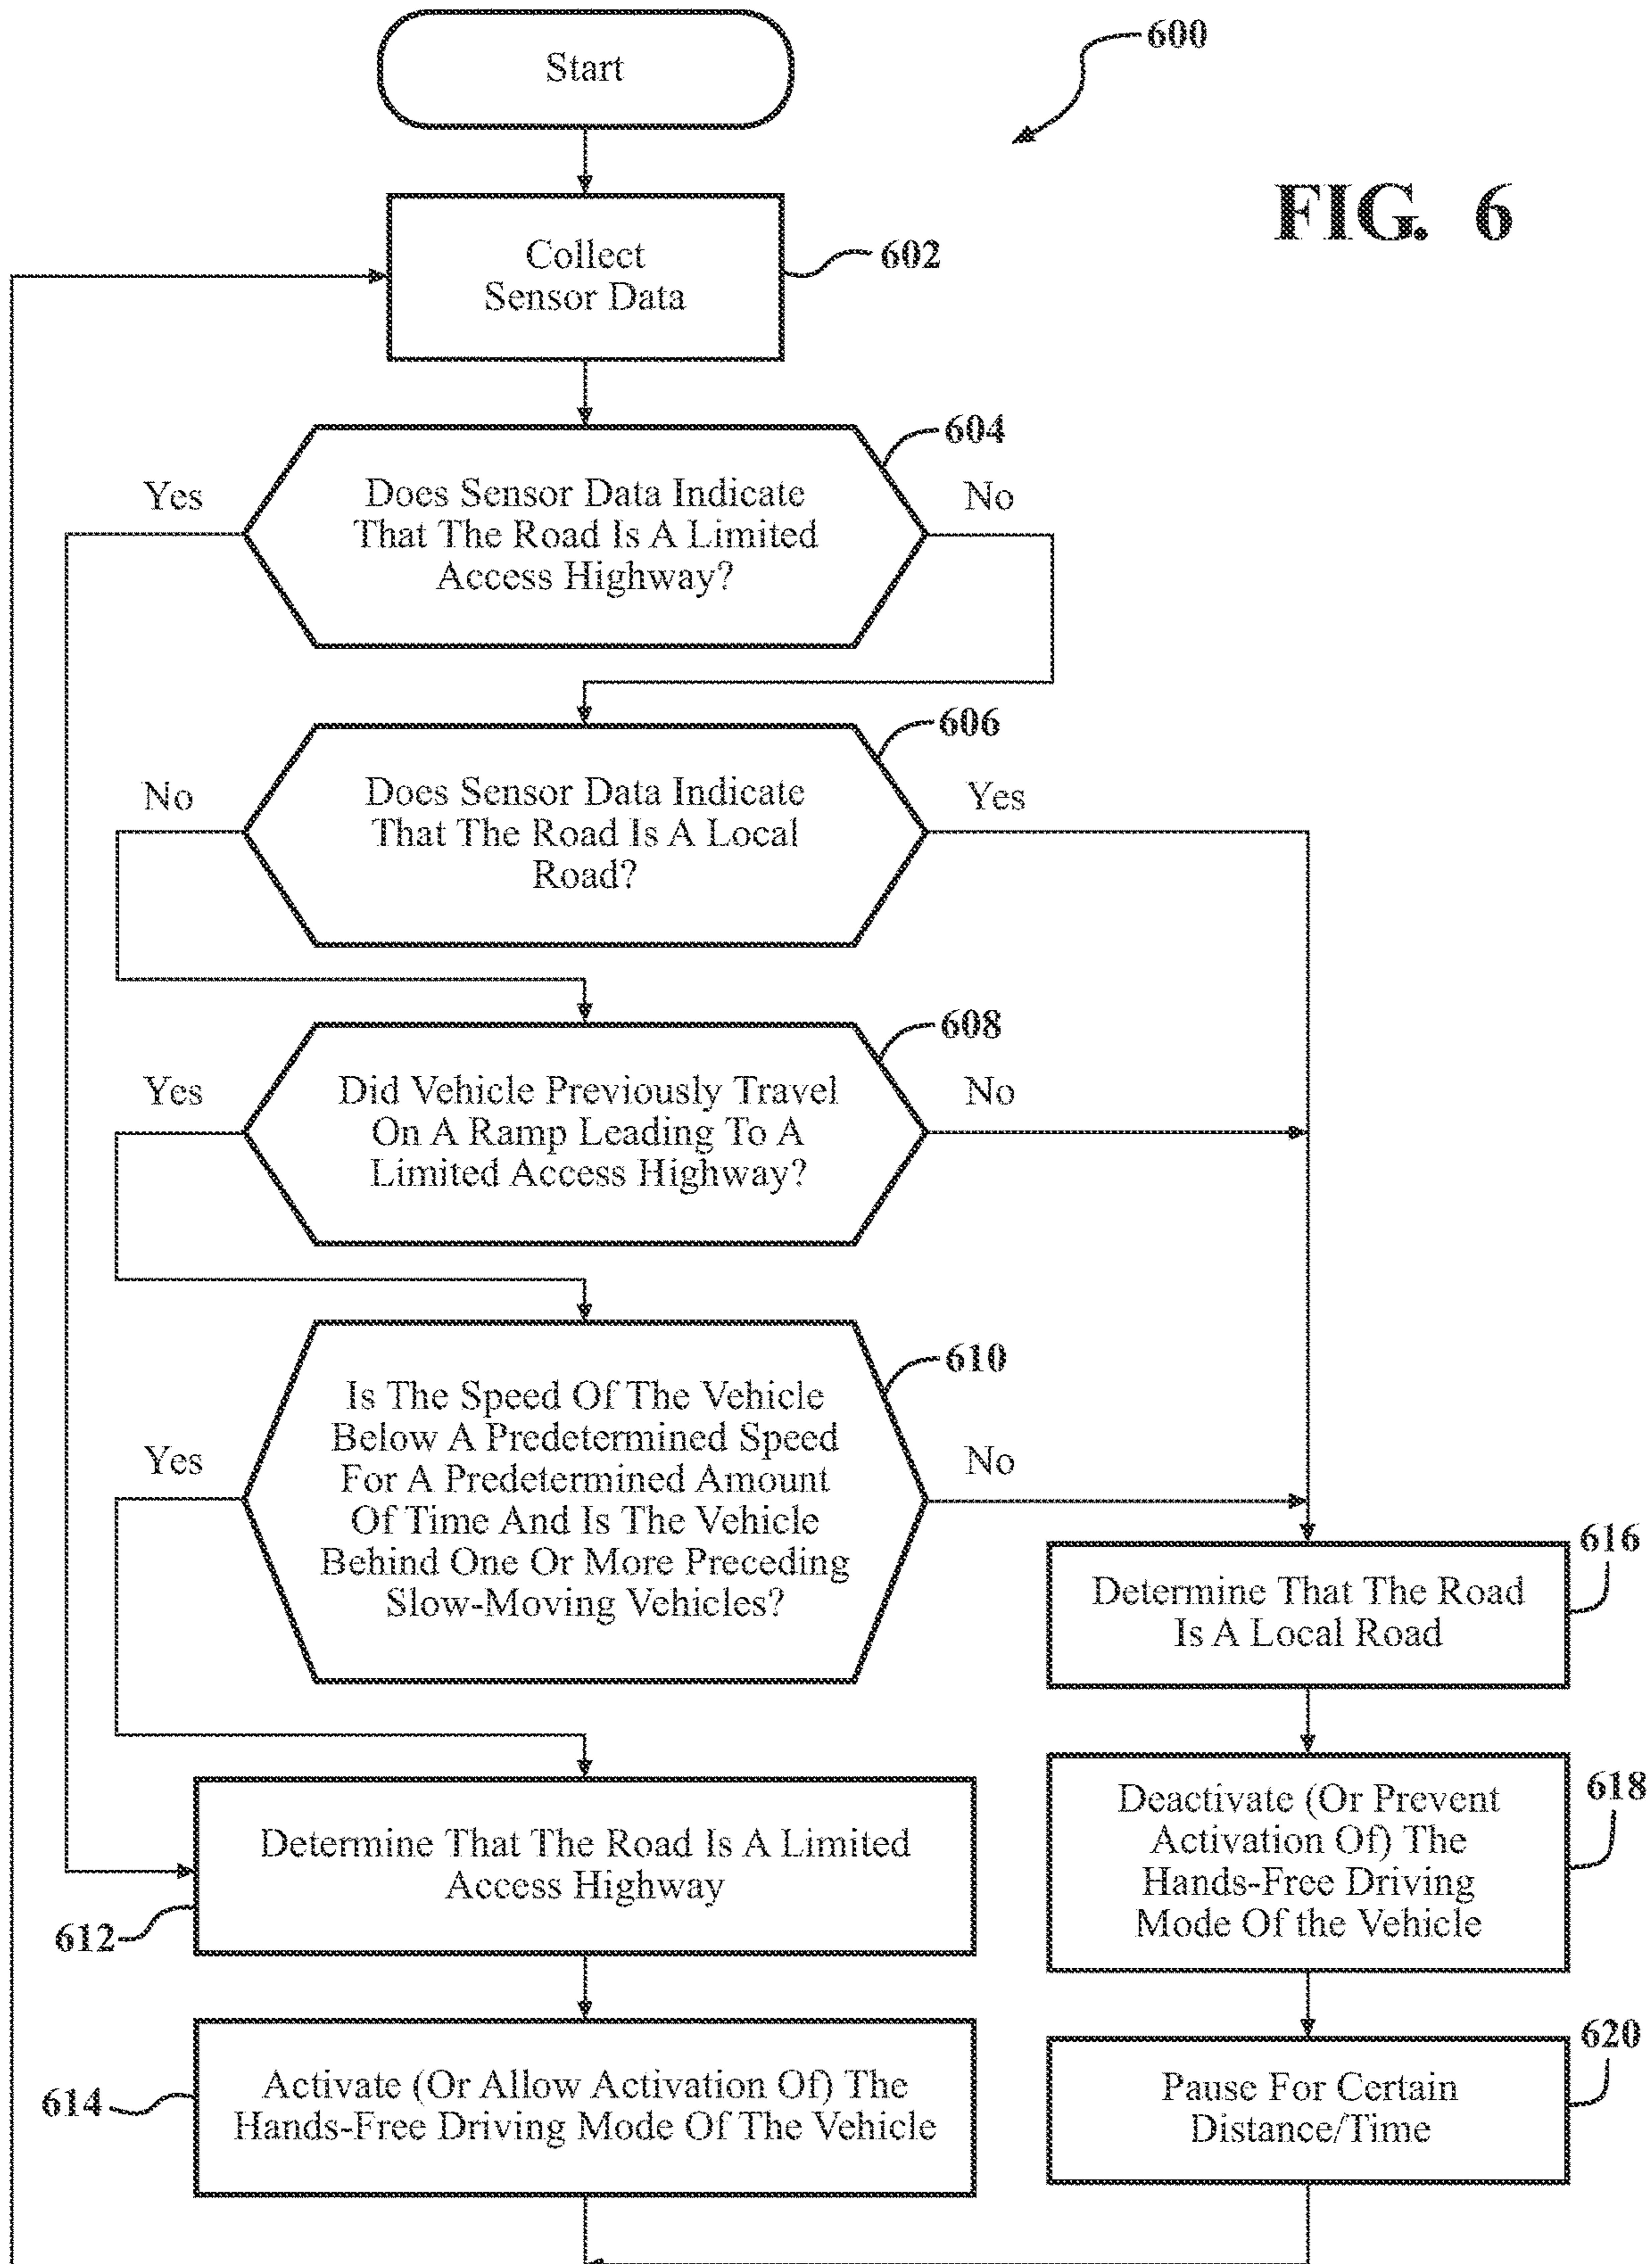 Start
600
FIG. 6
Collect
Sensor Data
602
604
Yes
Does Sensor Data Indicate
That The Road Is A Limited
Access Highway?
No
606
No
Does Sensor Data Indicate
That The Road Is A Local
Road?
Yes
608
Yes
Did Vehicle Previously Travel
On A Ramp Leading To A
Limited Access Highway?
No
610
Yes
Is The Speed Of The Vehicle
Below A Predetermined Speed
For A Predetermined Amount
Of Time And Is The Vehicle
Behind One Or More Preceding
Slow-Moving Vehicles?
No
616
Determine That The Road
Is A Local Road
618
Deactivate (Or Prevent
Activation Of) The
Hands-Free Driving
Mode Of the Vehicle
Determine That The Road Is A Limited
Access Highway
612
620
Pause For Certain
Distance/Time
614
Activate (Or Allow Activation Of) The
Hands-Free Driving Mode Of The Vehicle